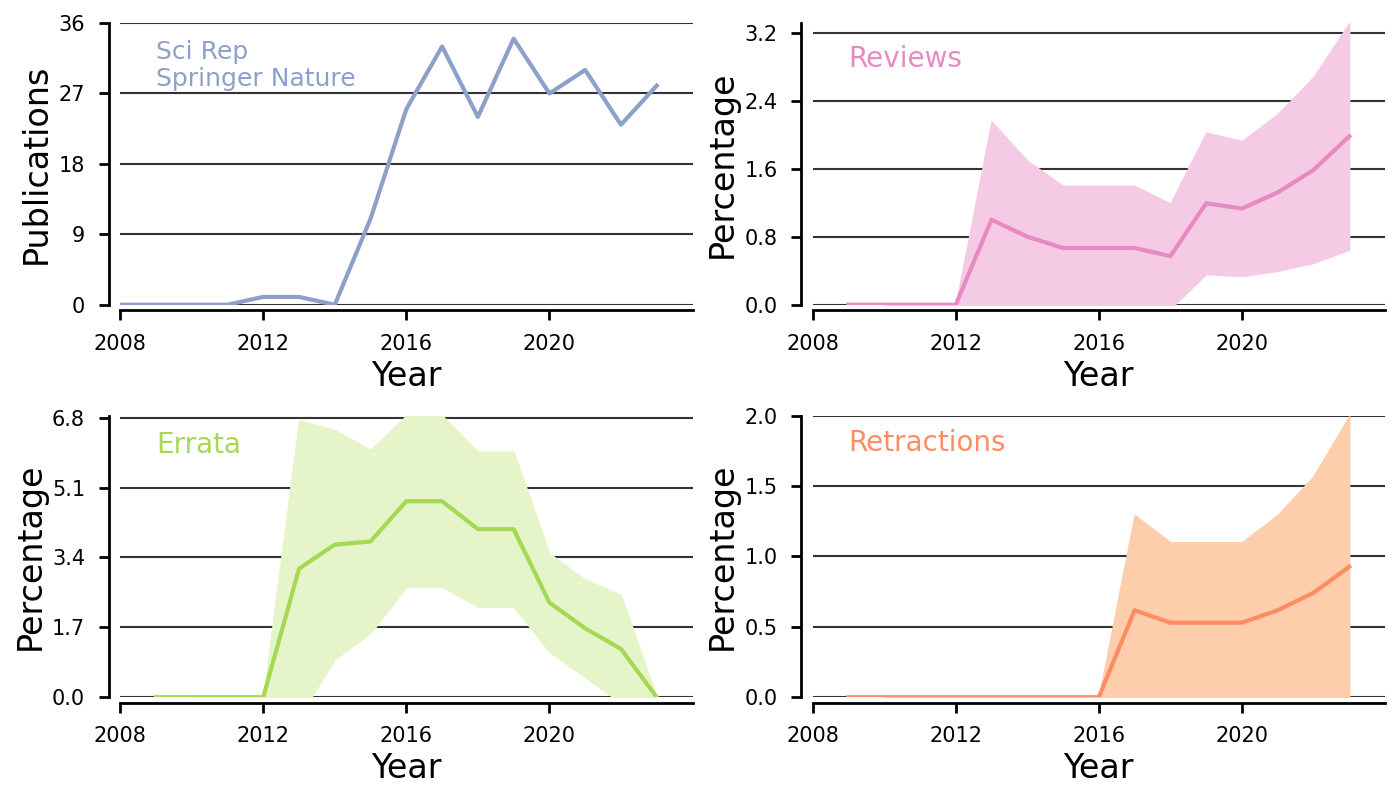 Publications
36
27
18
9
0
Sci Rep
Springer Nature
2008
2012
2016
2020
Year
Percentage
3.2
2.4
1.6
0.8
0.0
Reviews
2008
2012
2016
2020
Year
Percentage
6.8
5.1
3.4
1.7
0.0
Errata
2008
2012
2016
2020
Year
Percentage
2.0
1.5
1.0
0.5
0.0
Retractions
2008
2012
2016
2020
Year